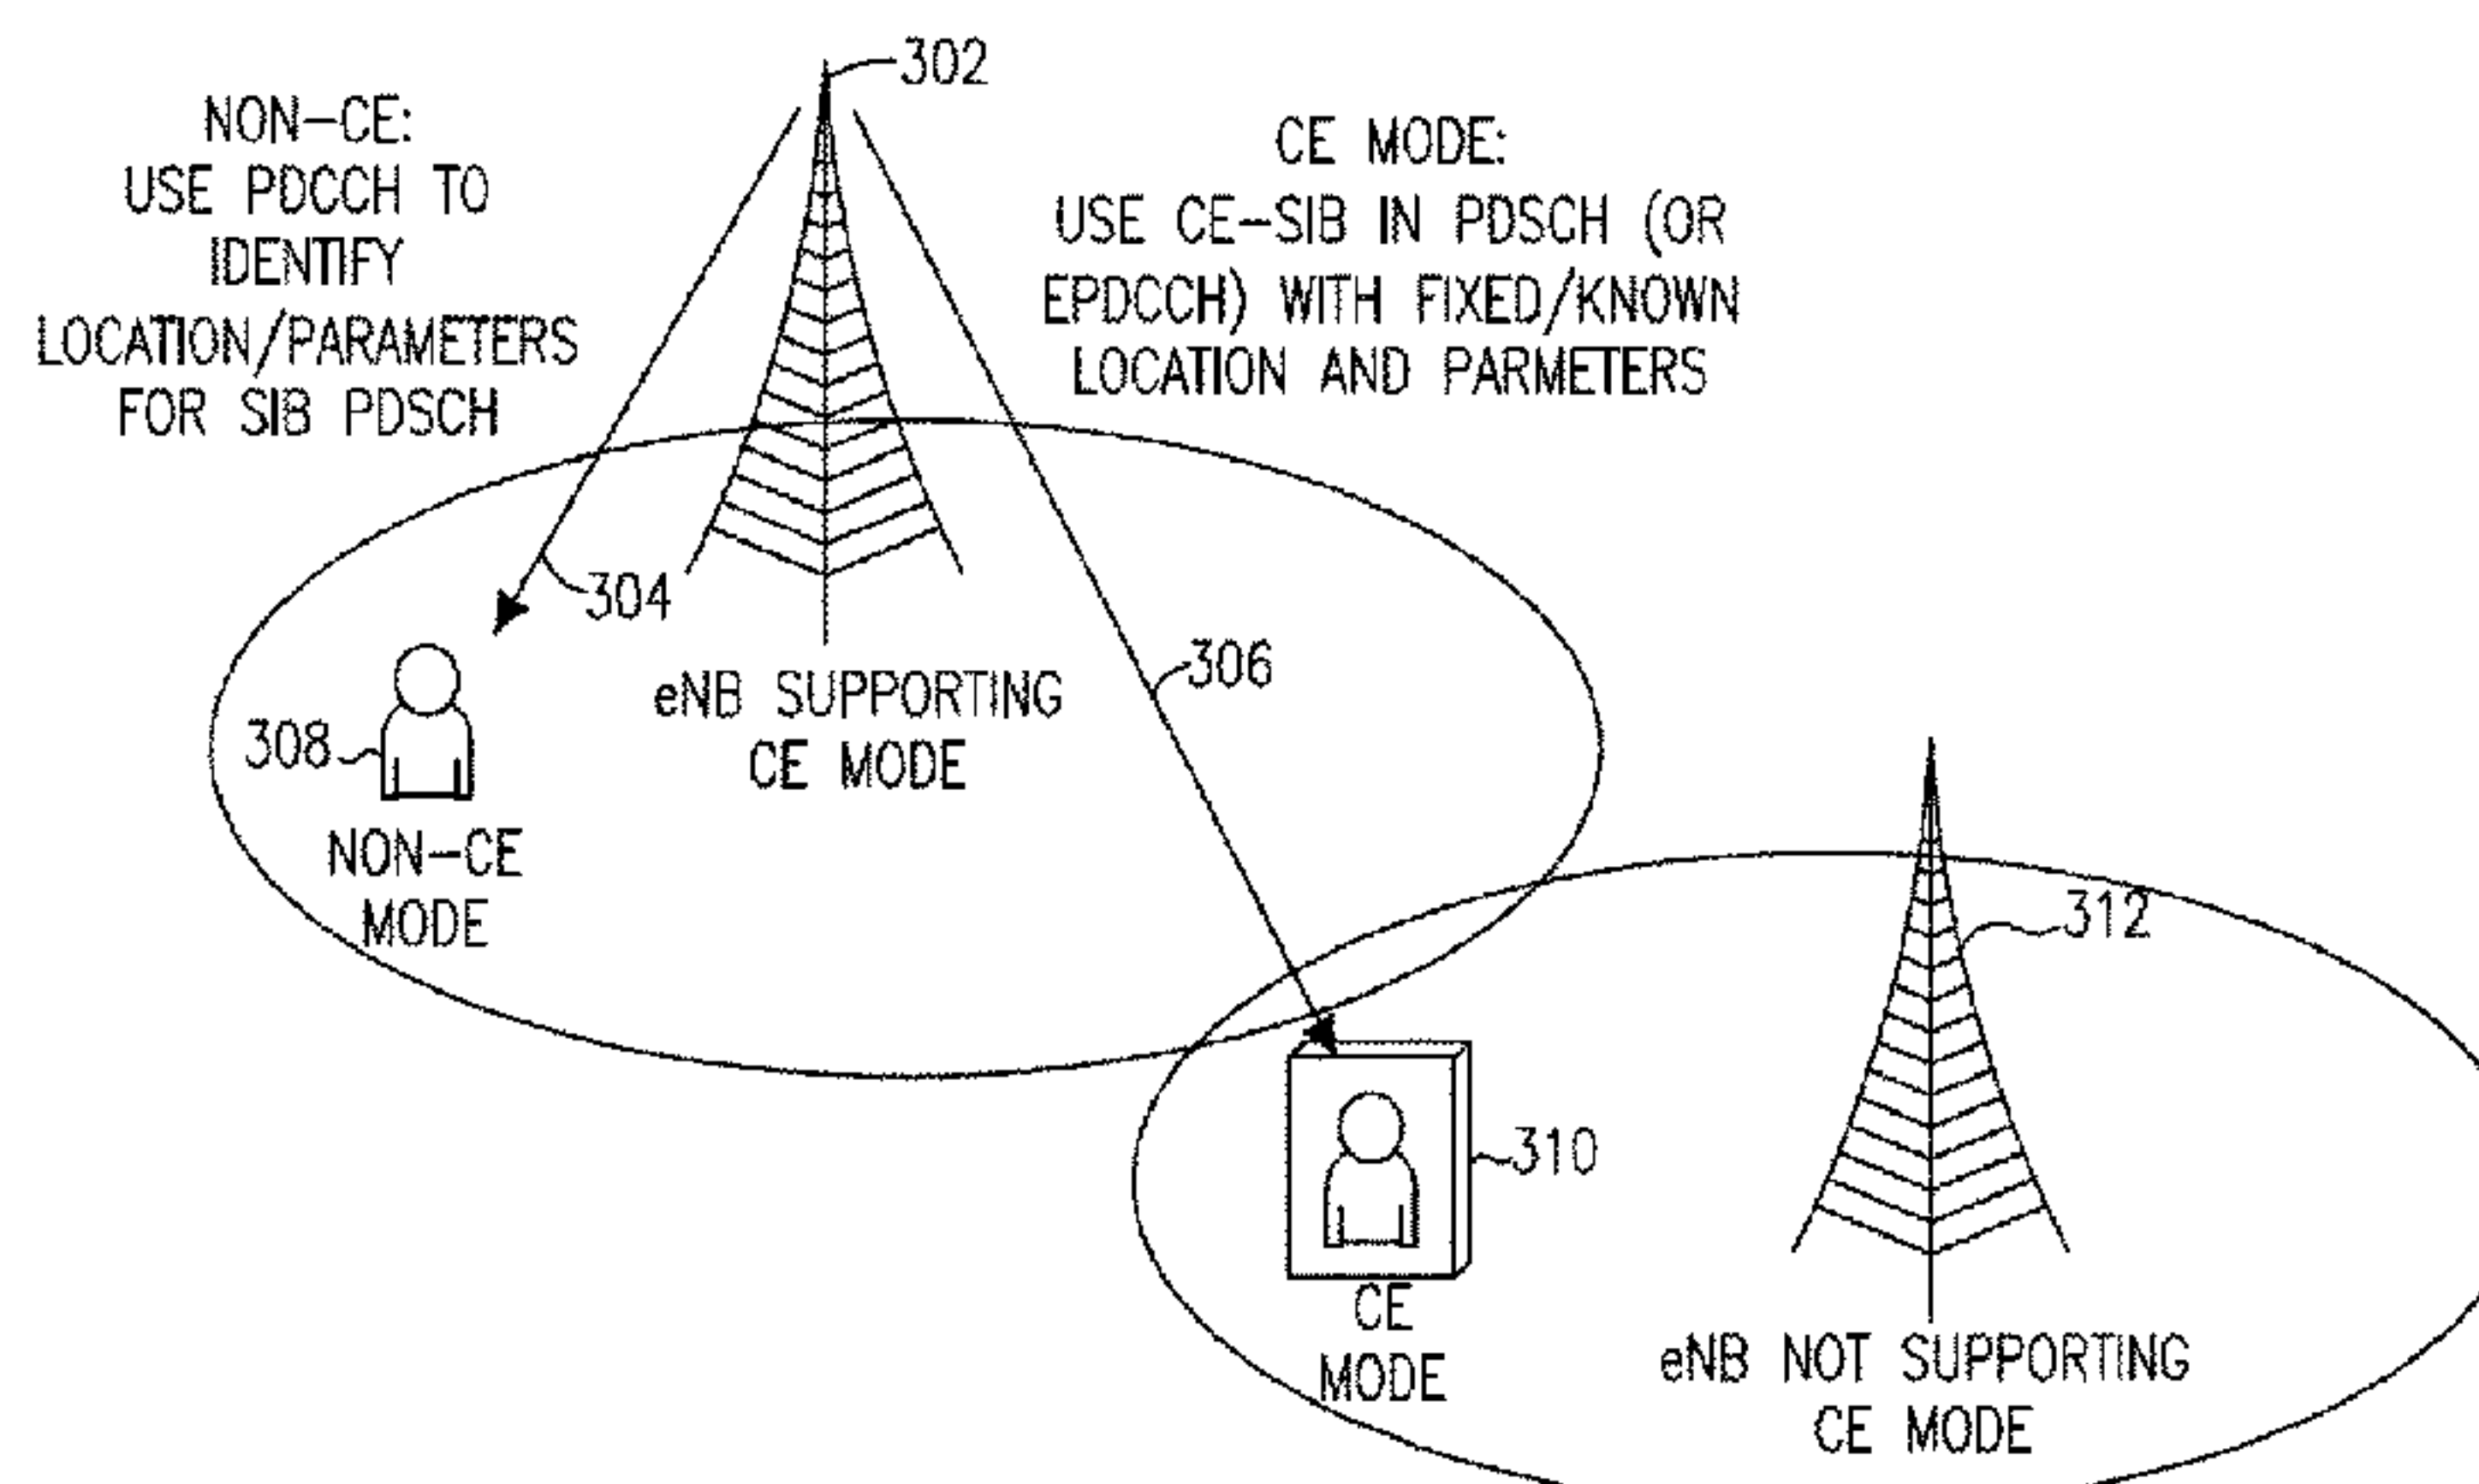 302
NON-CE:
USE PDCCH TO
IDENTIFY
LOCATION/PARAMETERS
FOR SIB PDSCH
CE MODE:
USE CE-SIB IN PDSCH (OR
EPDCCH) WITH FIXED/KNOWN
LOCATION AND PARMETERS
304
306
eNB SUPPORTING
CE MODE
308
NON-CE
MODE
312
310
CE
MODE
eNB NOT SUPPORTING
CE MODE